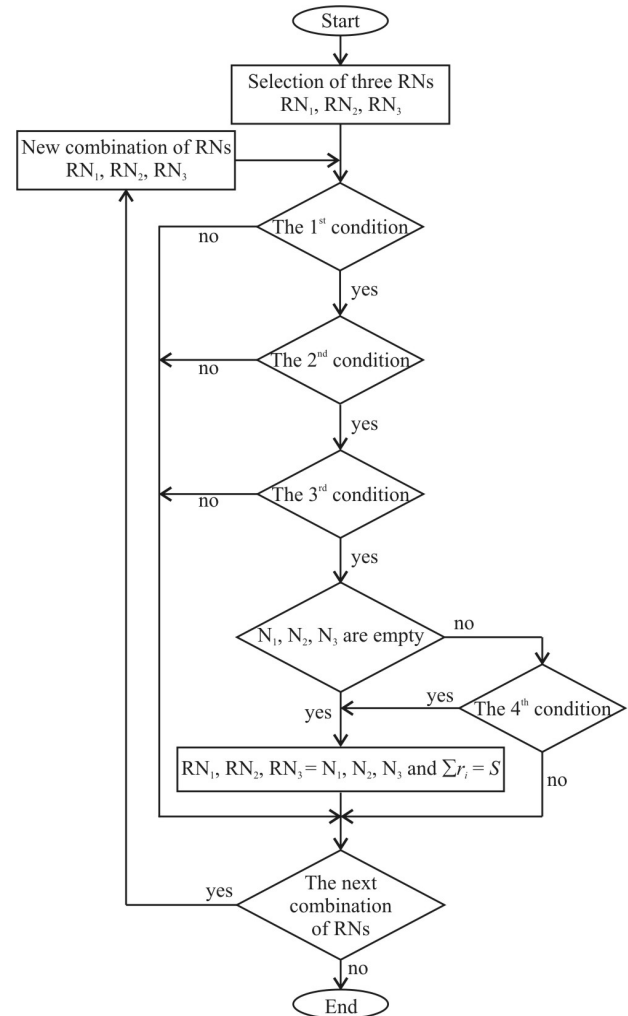 Start
Selection of three RNs
RN₁, RN₂, RN₃
New combination of RNs
RN₁, RN₂, RN₃
The 1ˢᵗ condition
no
yes
The 2ⁿᵈ condition
no
yes
The 3ʳᵈ condition
no
yes
N₁, N₂, N₃ are empty
no
yes
The 4ᵗʰ condition
yes
no
RN₁, RN₂, RN₃ = N₁, N₂, N₃ and ∑rᵢ = S
The next
combination
of RNs
yes
no
End